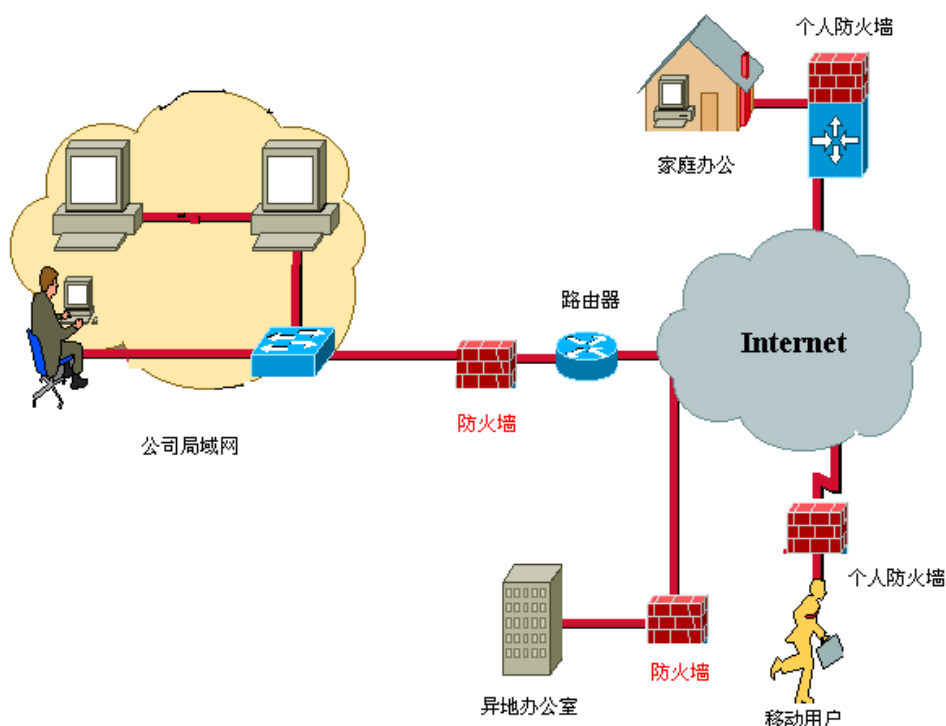 个人防火墙
家庭办公
路由器
Internet
防火墙
公司局域网
个人防火墙
防火墙
异地办公室
移动用户